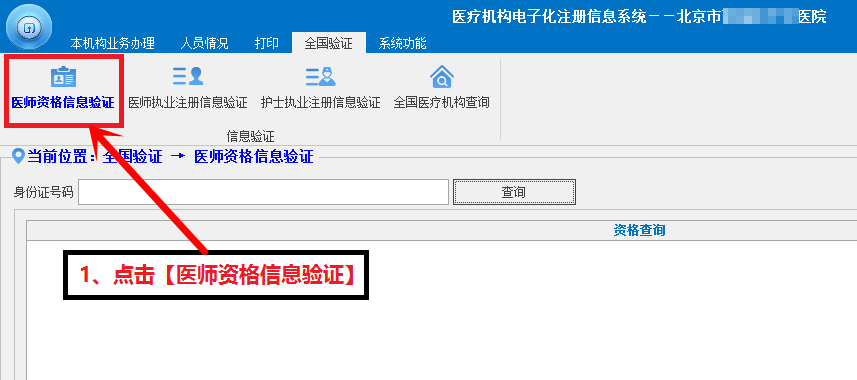 医疗机构电子化注册信息系统－－北京市 医院
本机构业务办理 人员情况 打印 全国验证 系统功能
医师资格信息验证 医师执业注册信息验证 护士执业注册信息验证 全国医疗机构查询
信息验证
当前位置：全国验证 → 医师资格信息验证
身份证号码 查询
资格查询
1、点击【医师资格信息验证】